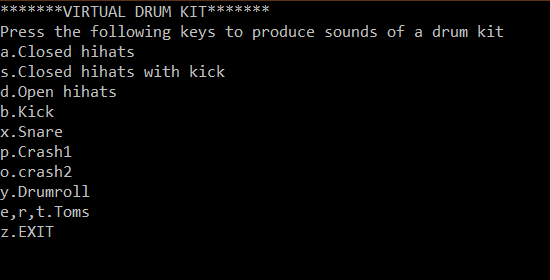 *******VIRTUAL DRUM KIT*******
Press the following keys to produce sounds of a drum kit
a.Closed hihats
s.Closed hihats with kick
d.Open hihats
b.Kick
x.Snare
p.Crash1
o.crash2
y.Drumroll
e,r,t.Toms
z.EXIT